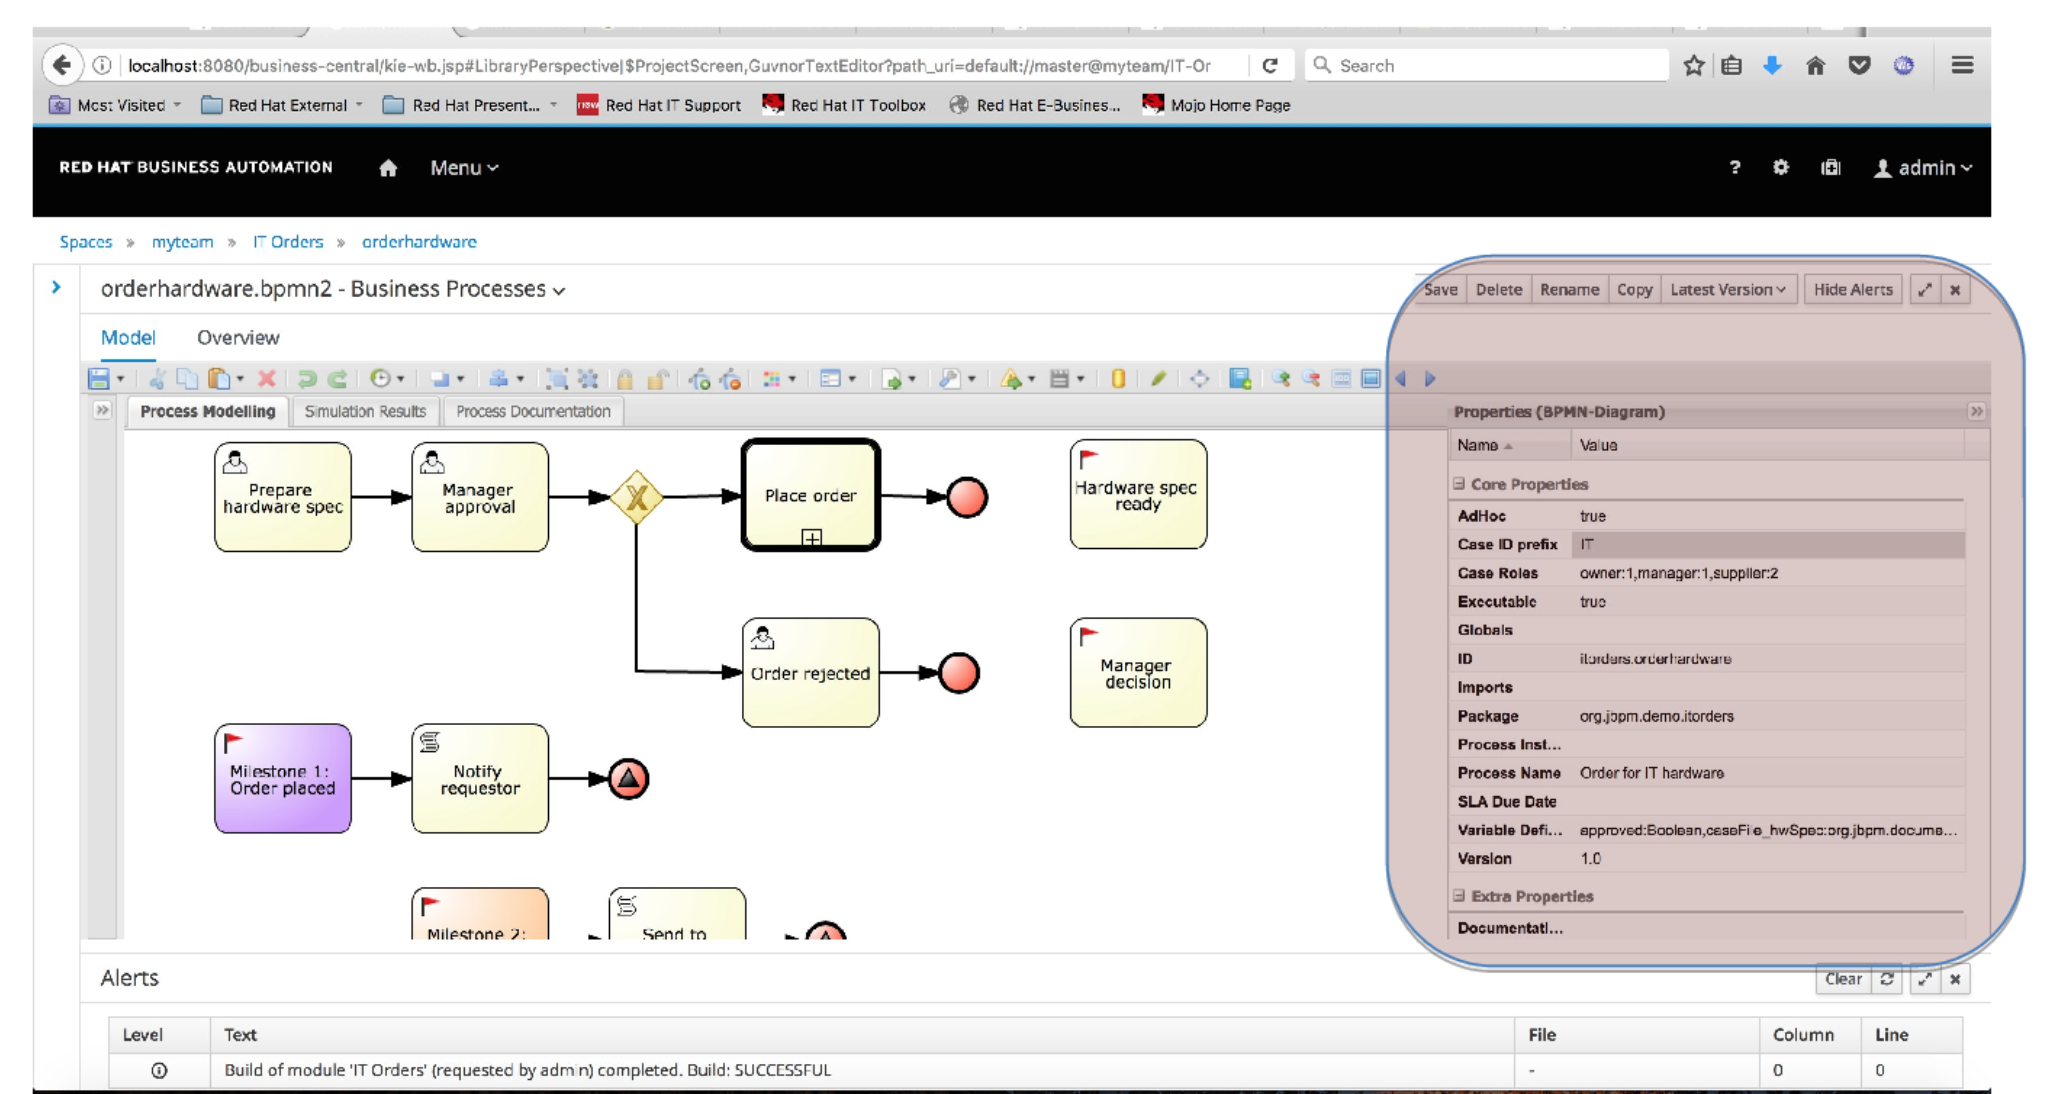 localhost:8080/business-central/kie-wb.jsp#LibraryPerspective|$ProjectScreen,GuvnorTextEditor?path_uri=default://master@myteam/IT-Or
Search
Most Visited
Red Hat External
Red Hat Present...
Red Hat IT Support
Red Hat IT Toolbox
Red Hat E-Busines...
Mojo Home Page
RED HAT BUSINESS AUTOMATION
Menu
?
admin
Spaces » myteam » IT Orders » orderhardware
orderhardware.bpmn2 - Business Processes
Save Delete Rename Copy Latest Version Hide Alerts
Model Overview
Process Modelling Simulation Results Process Documentation
Prepare
hardware spec
Manager
approval
Place order
Hardware spec
ready
Order rejected
Manager
decision
Milestone 1:
Order placed
Notify
requestor
Milestone 2:
Send to
Properties (BPMN-Diagram)
Name Value
Core Properties
AdHoc true
Case ID prefix IT
Case Roles owner:1,manager:1,supplier:2
Executable true
Globals
ID itorders.orderhardware
Imports
Package org.jbpm.demo.itorders
Process Inst...
Process Name Order for IT hardware
SLA Due Date
Variable Defi... approved:Boolean,caseFile_hwSpec:org.jbpm.docume...
Version 1.0
Extra Properties
Documentati...
Alerts
Clear
Level Text File Column Line
Build of module 'IT Orders' (requested by admin) completed. Build: SUCCESSFUL - 0 0